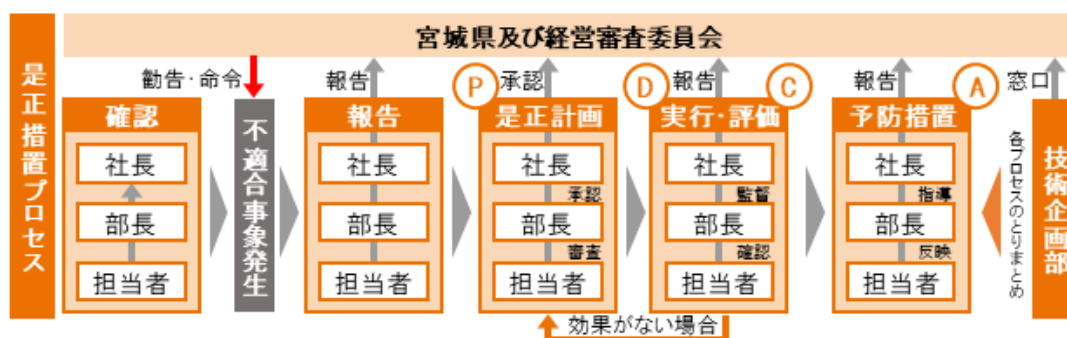 宮城県及び経営審査委員会
是正措置プロセス
勧告・命令
確認
社長
部長
担当者
不適合事象発生
報告
報告
社長
部長
担当者
P
承認
是正計画
社長
承認
部長
審査
担当者
D
報告
C
実行・評価
社長
監督
部長
確認
担当者
効果がない場合
報告
A
予防措置
社長
指導
部長
反映
担当者
窓口
各プロセスのとりまとめ
技術企画部